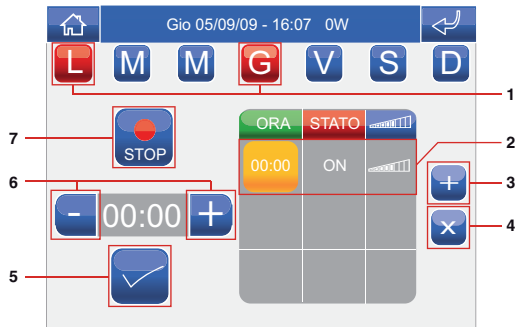 Gio 05/09/09 - 16:07 0W
L M M G V S D
1
7
STOP
ORA STATO
2
00:00 ON
6
3
- 00:00 +
+
x
4
5